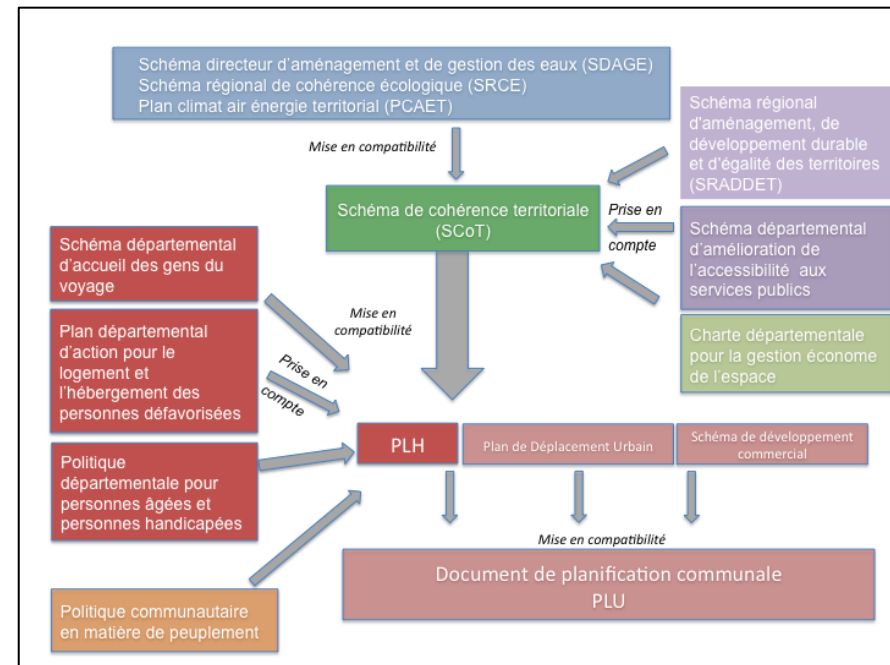 Schéma directeur d'aménagement et de gestion des eaux (SDAGE)
Schéma régional de cohérence écologique (SRCE)
Plan climat air énergie territorial (PCAET)
Mise en compatibilité
Schéma régional
d'aménagement, de
développement durable
et d'égalité des territoires
(SRADDET)
Schéma de cohérence territoriale
(SCoT)
Prise en
compte
Schéma départemental
d'amélioration de
l'accessibilité aux
services publics
Charte départementale
pour la gestion économe
de l'espace
Schéma départemental
d'accueil des gens du
voyage
Mise en
compatibilité
Plan départemental
d'action pour le
logement et
l'hébergement des
personnes défavorisées
Prise en
compte
Politique
départementale pour
personnes âgées et
personnes handicapées
Politique communautaire
en matière de peuplement
PLH
Plan de Déplacement Urbain
Schéma de développement
commercial
Mise en compatibilité
Document de planification communale
PLU